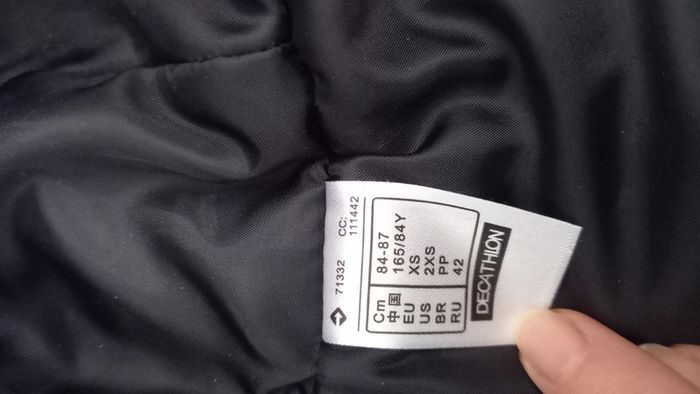 71332 CC:
111442
Cm 84-87
中国 165/84Y
EU XS
US 2XS
BR PP
RU 42
DECATHLON